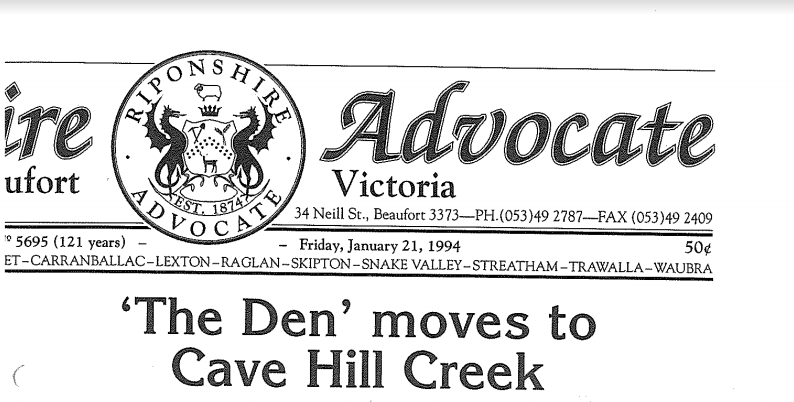 RIPONSHIRE
ire
Advocate
ufort
Victoria
EST. 1874
ADVOCATE
34 Neill St., Beaufort 3373—PH.(053)49 2787—FAX (053)49 2409
5695 (121 years) –
– Friday, January 21, 1994
50¢
ET–CARRANBALLAC–LEXTON–RAGLAN–SKIPTON–SNAKE VALLEY–STREATHAM–TRAWALLA–WAUBRA
‘The Den’ moves to
Cave Hill Creek